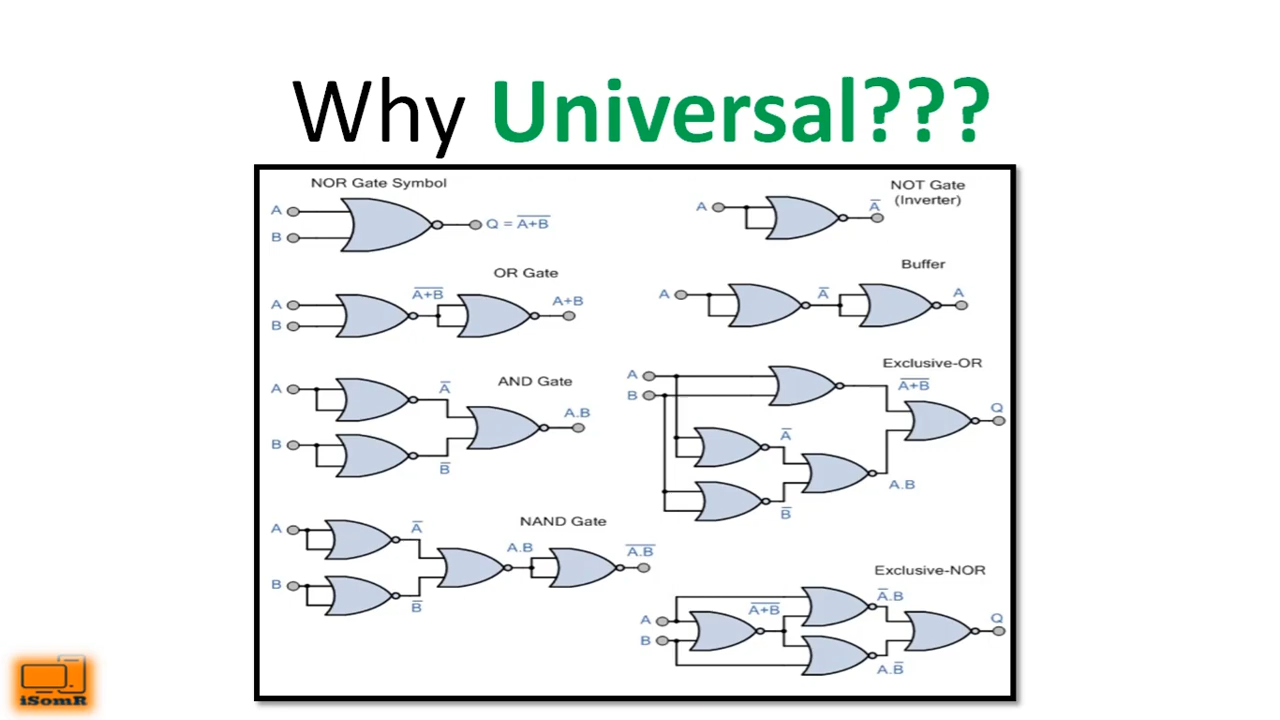 Why Universal???
NOR Gate Symbol
A
B
Q = A̅+̅B̅
NOT Gate
(Inverter)
A
A̅
OR Gate
A
B
A̅+̅B̅
A+B
Buffer
A
A̅
A
AND Gate
A
B
A̅
B̅
A.B
Exclusive-OR
A
B
A̅+̅B̅
A̅
B̅
A.B
Q
NAND Gate
A
B
A̅
B̅
A.B
A̅.̅B̅
Exclusive-NOR
A
B
A̅+̅B̅
A̅.B
A.B̅
Q
iSomR